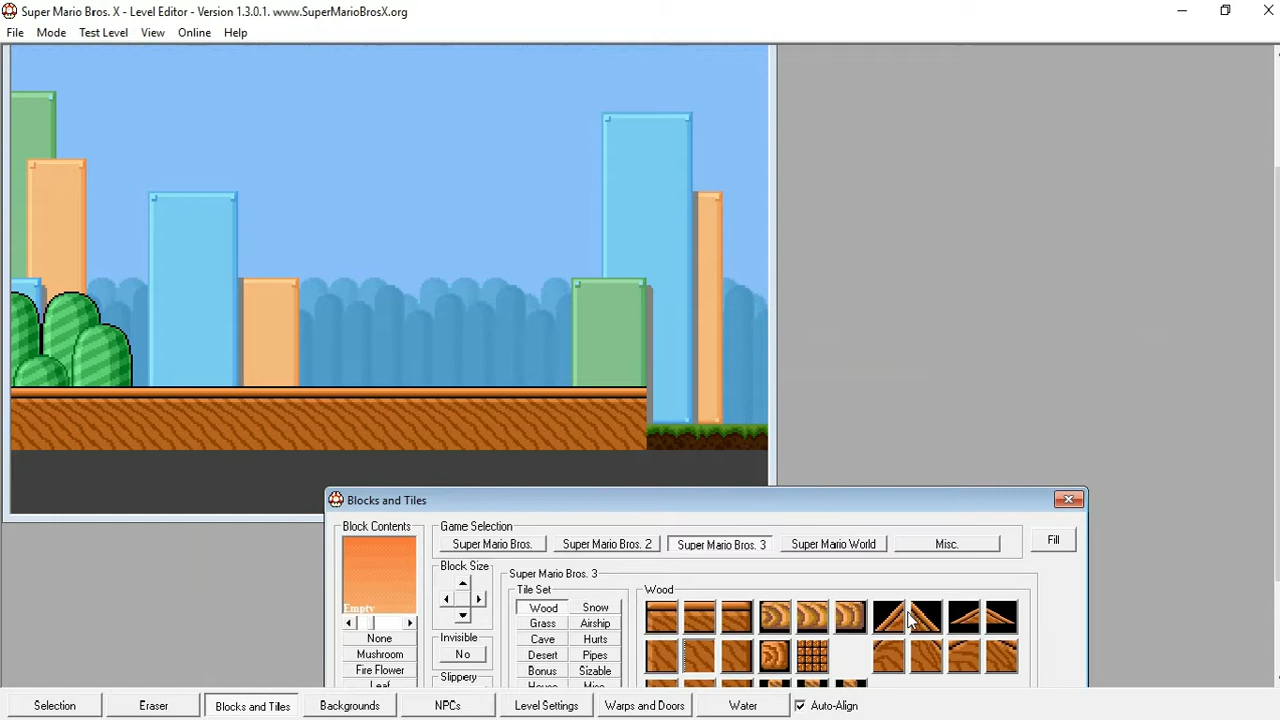 Super Mario Bros. X - Level Editor - Version 1.3.0.1. www.SuperMarioBrosX.org
File Mode Test Level View Online Help
Blocks and Tiles
Block Contents
Game Selection
Super Mario Bros. Super Mario Bros. 2 Super Mario Bros. 3 Super Mario World Misc. Fill
Block Size
Super Mario Bros. 3
Tile Set
Wood
Empty
Wood Snow
None
Grass Airship
Invisible
Cave Hurts
Mushroom
No
Desert Pipes
Fire Flower
Bonus Sizable
Slippery
Leaf
House Misc.
Selection Eraser Blocks and Tiles Backgrounds NPCs Level Settings Warps and Doors Water Auto-Align